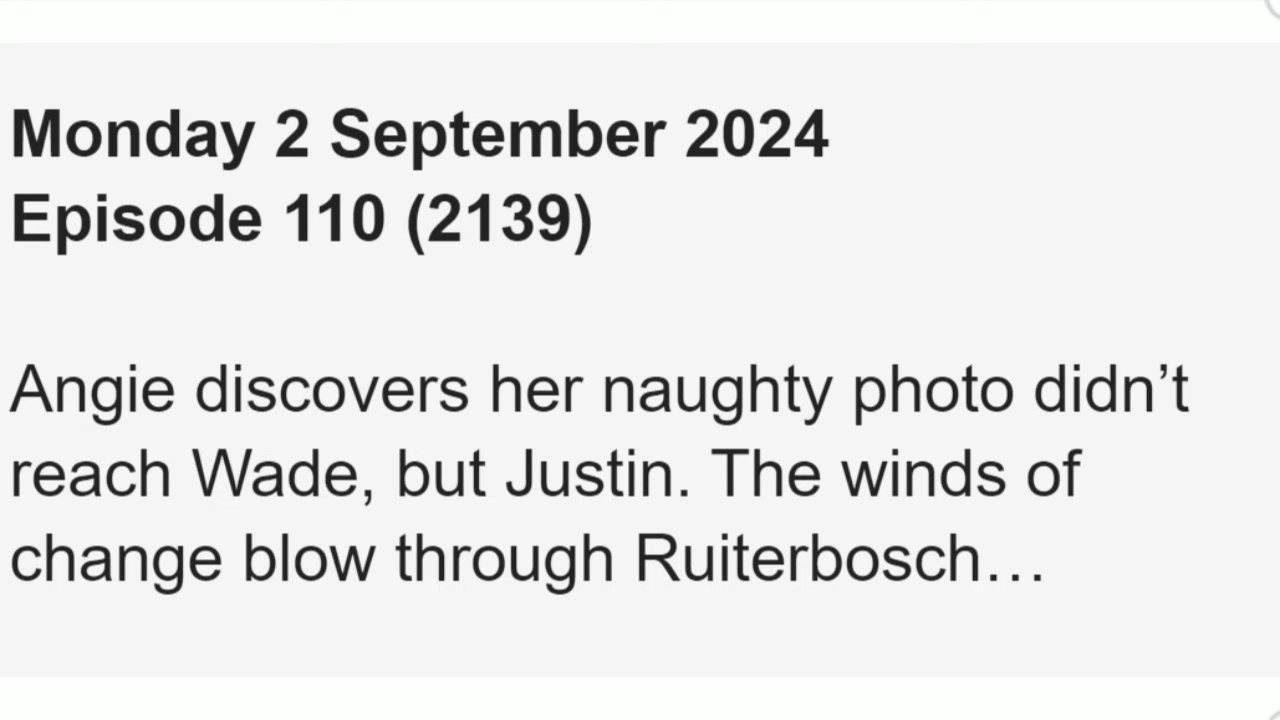 Monday 2 September 2024
Episode 110 (2139)
Angie discovers her naughty photo didn’t
reach Wade, but Justin. The winds of
change blow through Ruiterbosch…